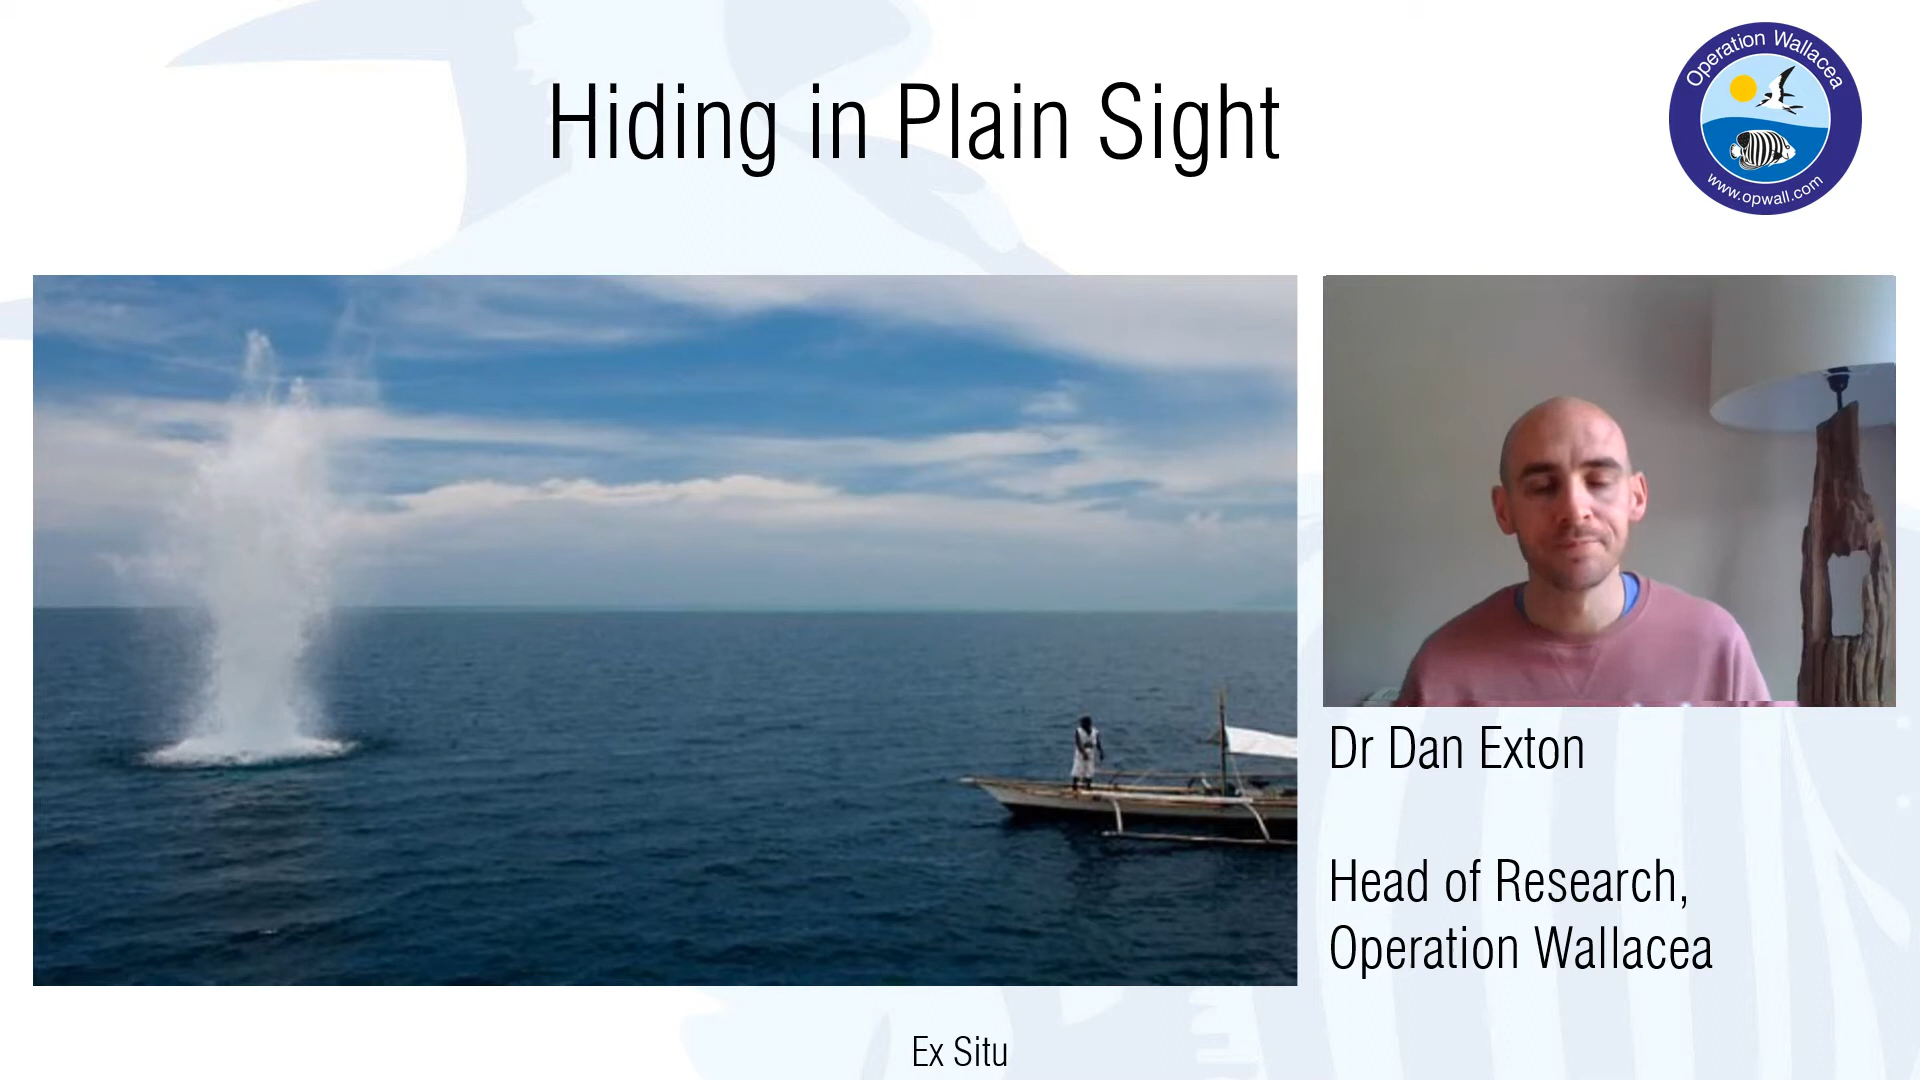 Hiding in Plain Sight
Operation Wallacea
www.opwall.com
Dr Dan Exton
Head of Research,
Operation Wallacea
Ex Situ